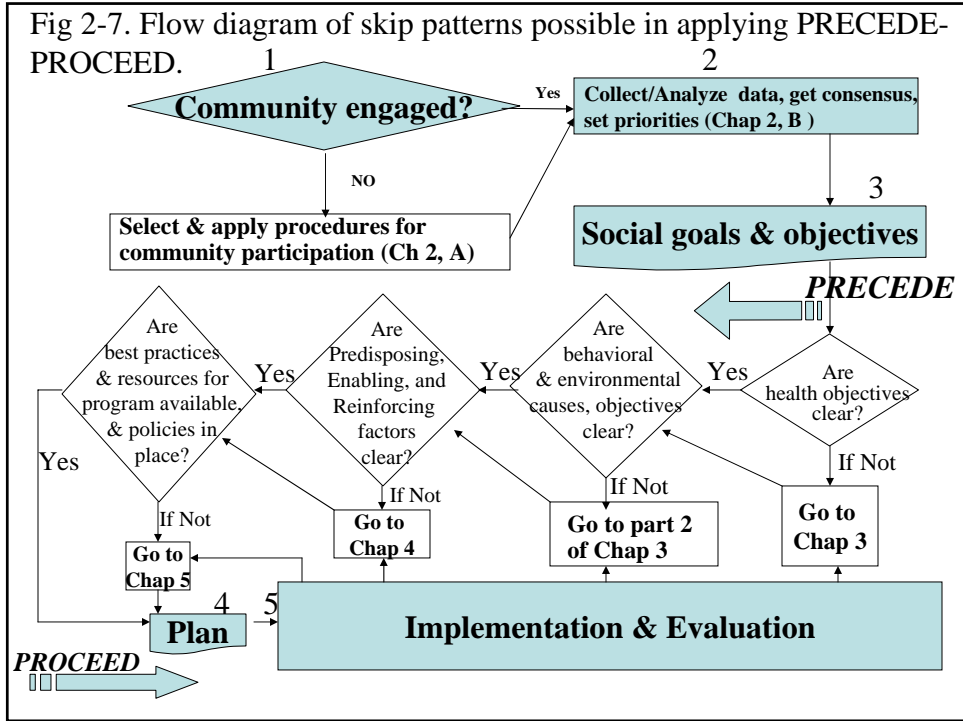 Fig 2-7. Flow diagram of skip patterns possible in applying PRECEDE-
PROCEED.
1
Community engaged?
Yes
2
Collect/Analyze data, get consensus,
set priorities (Chap 2, B )
NO
Select & apply procedures for
community participation (Ch 2, A)
3
Social goals & objectives
PRECEDE
Are
health objectives
clear?
Yes
If Not
Go to
Chap 3
Are
behavioral
& environmental
causes, objectives
clear?
Yes
If Not
Go to part 2
of Chap 3
Are
Predisposing,
Enabling, and
Reinforcing
factors
clear?
Yes
If Not
Go to
Chap 4
Are
best practices
& resources for
program available,
& policies in
place?
Yes
If Not
Go to
Chap 5
4
Plan
5
Implementation & Evaluation
PROCEED